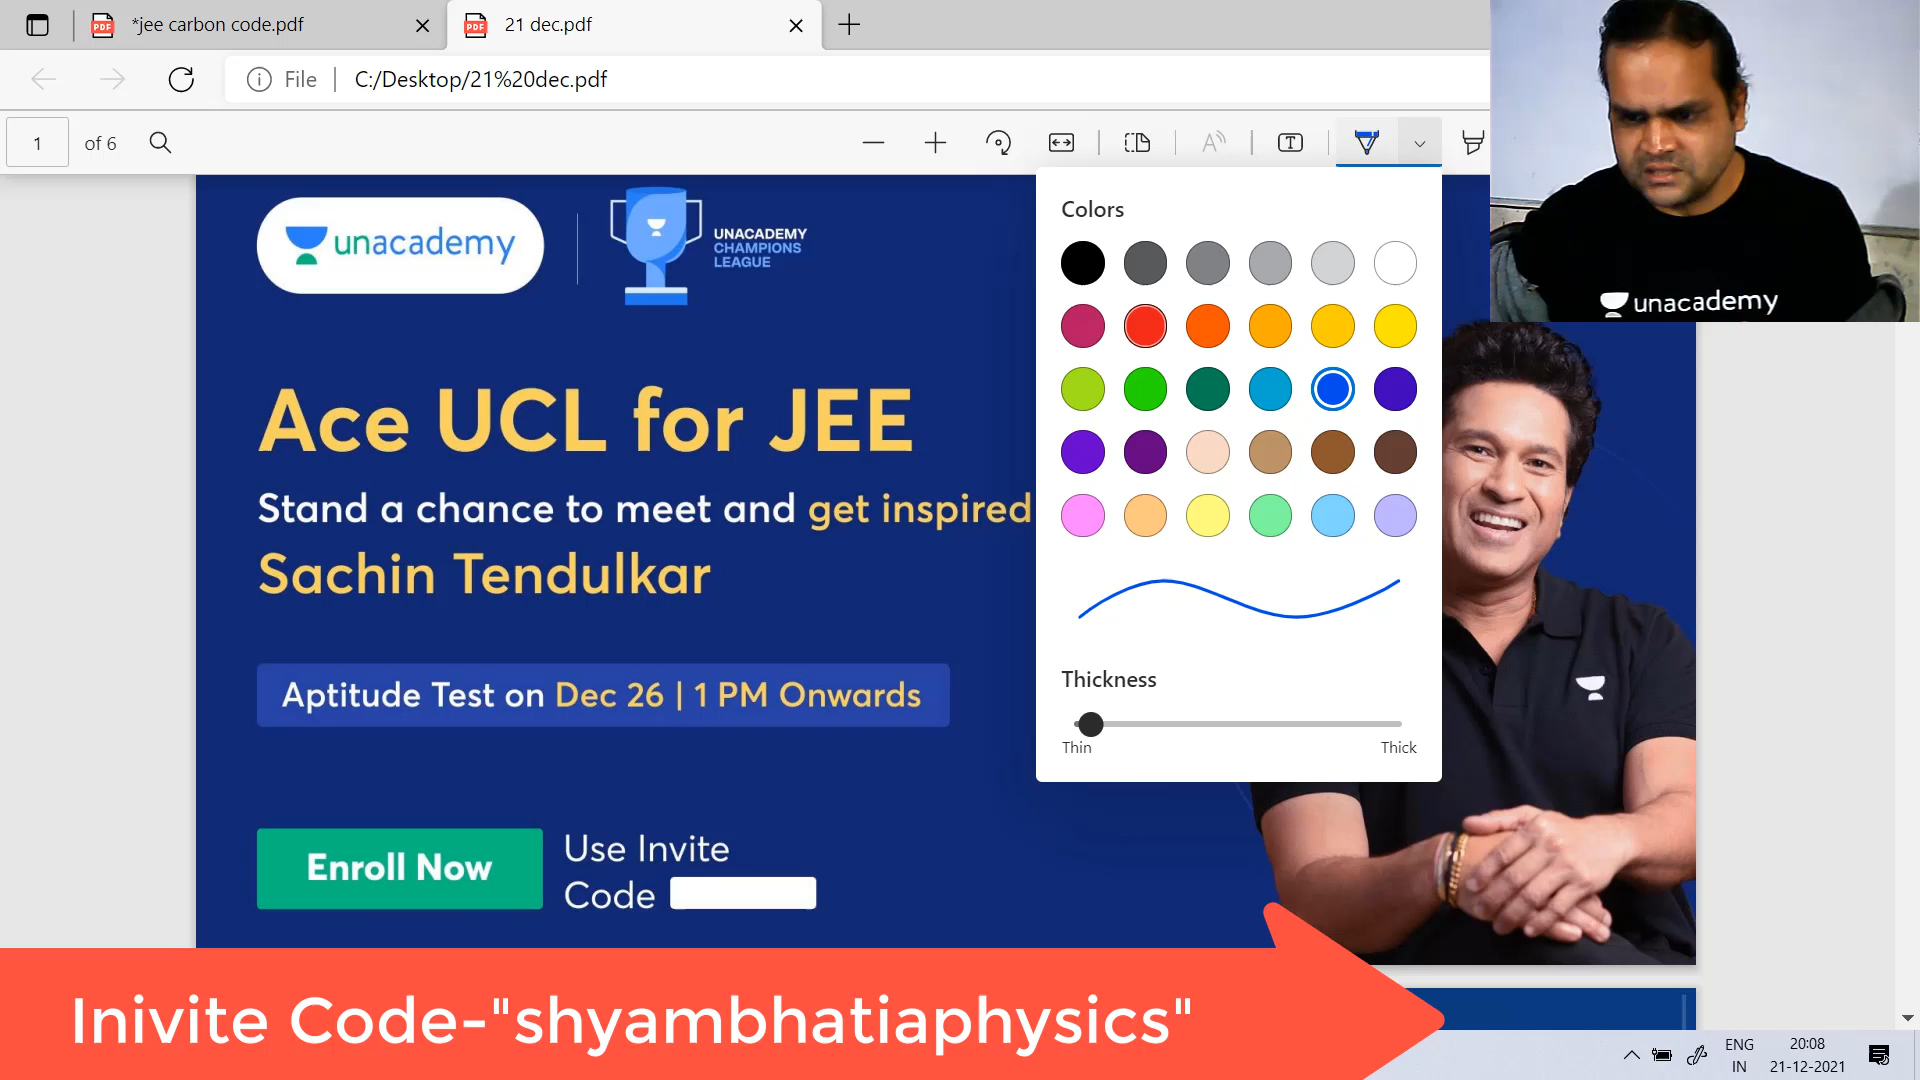 *jee carbon code.pdf
21 dec.pdf
File
C:/Desktop/21%20dec.pdf
1 of 6
unacademy
UNACADEMY
CHAMPIONS
LEAGUE
Colors
Ace UCL for JEE
Stand a chance to meet and get inspired
Sachin Tendulkar
Aptitude Test on Dec 26 | 1 PM Onwards
Thickness
Thin
Thick
Enroll Now
Use Invite
Code
unacademy
Inivite Code-"shyambhatiaphysics"
ENG
IN
20:08
21-12-2021